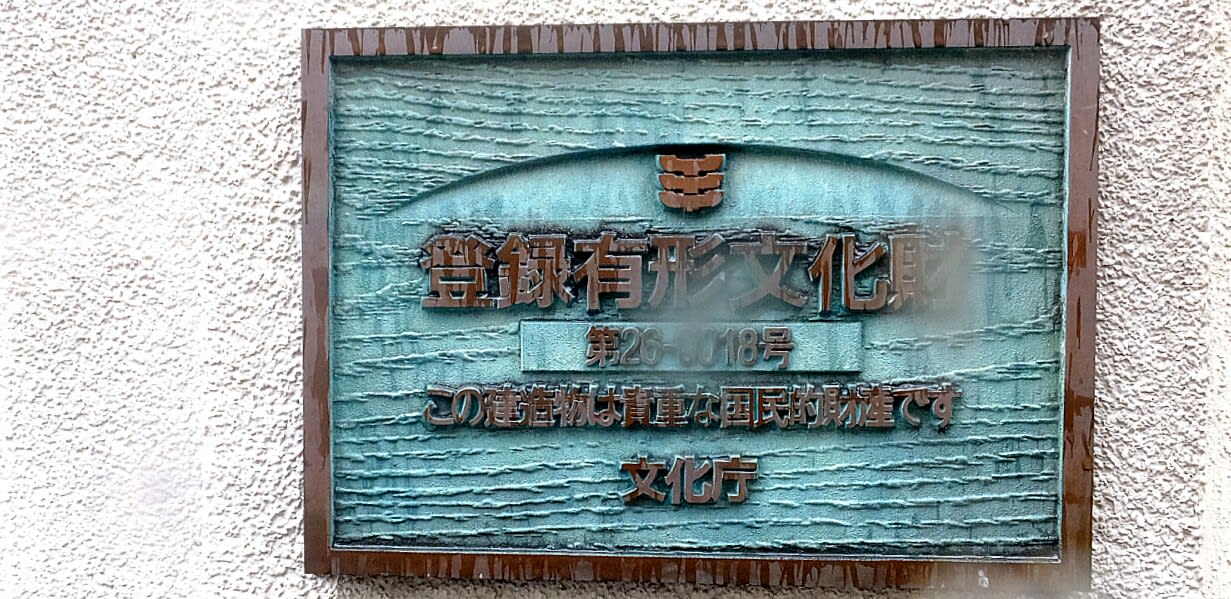 登録有形文化財
第26-0018号
この建造物は貴重な国民的財産です
文化庁